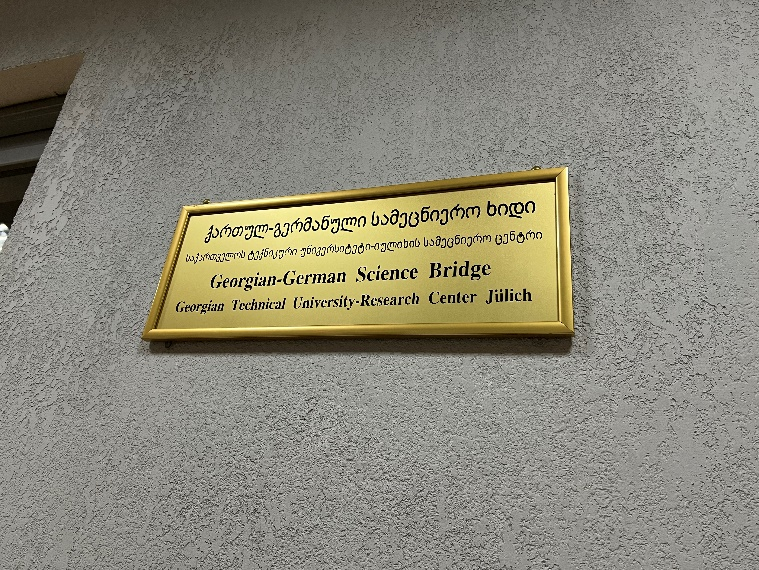 ქართულ-გერმანული სამეცნიერო ხიდი
საქართველოს ტექნიკური უნივერსიტეტი-იულიხის სამეცნიერო ცენტრი
Georgian-German Science Bridge
Georgian Technical University-Research Center Jülich